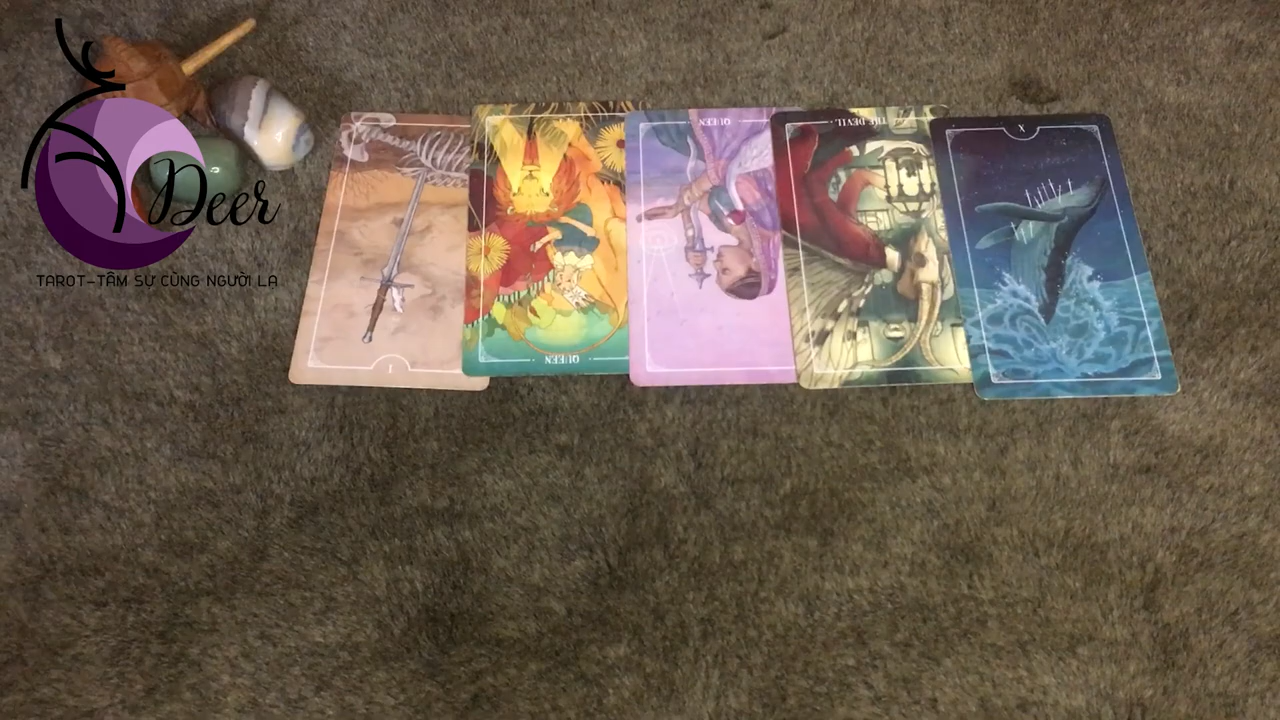 Deer
TAROT-TÂM SỰ CÙNG NGƯỜI LẠ
I
QUEEN
QUEEN
THE DEVIL
X